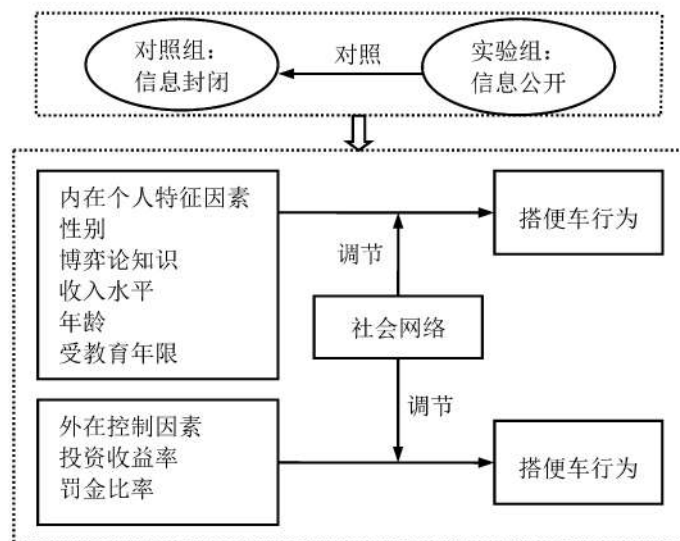 对照组：
信息封闭
对照
实验组：
信息公开
内在个人特征因素
性别
博弈论知识
收入水平
年龄
受教育年限
搭便车行为
调节
社会网络
调节
外在控制因素
投资收益率
罚金比率
搭便车行为